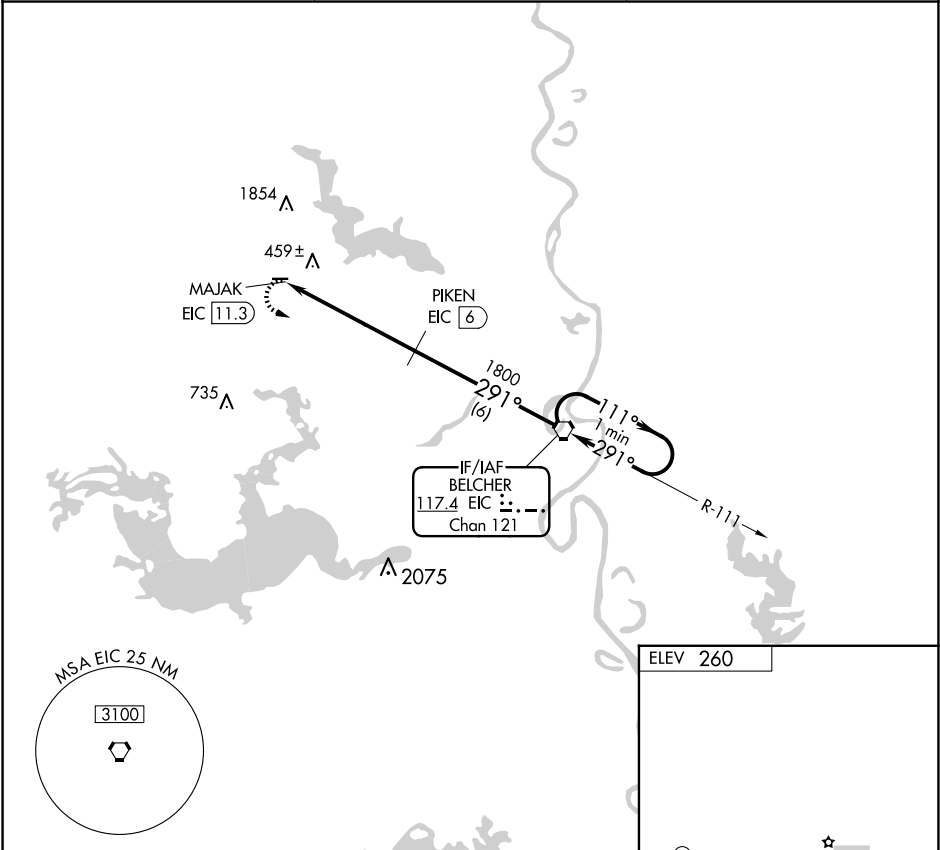 1854
459±
MAJAK
EIC 11.3
PIKEN
EIC 6
735
1800
291°
(6)
111°
1 min
291°
IF/IAF
BELCHER
117.4 EIC
Chan 121
R-111
2075
MSA EIC 25 NM
3100
ELEV 260